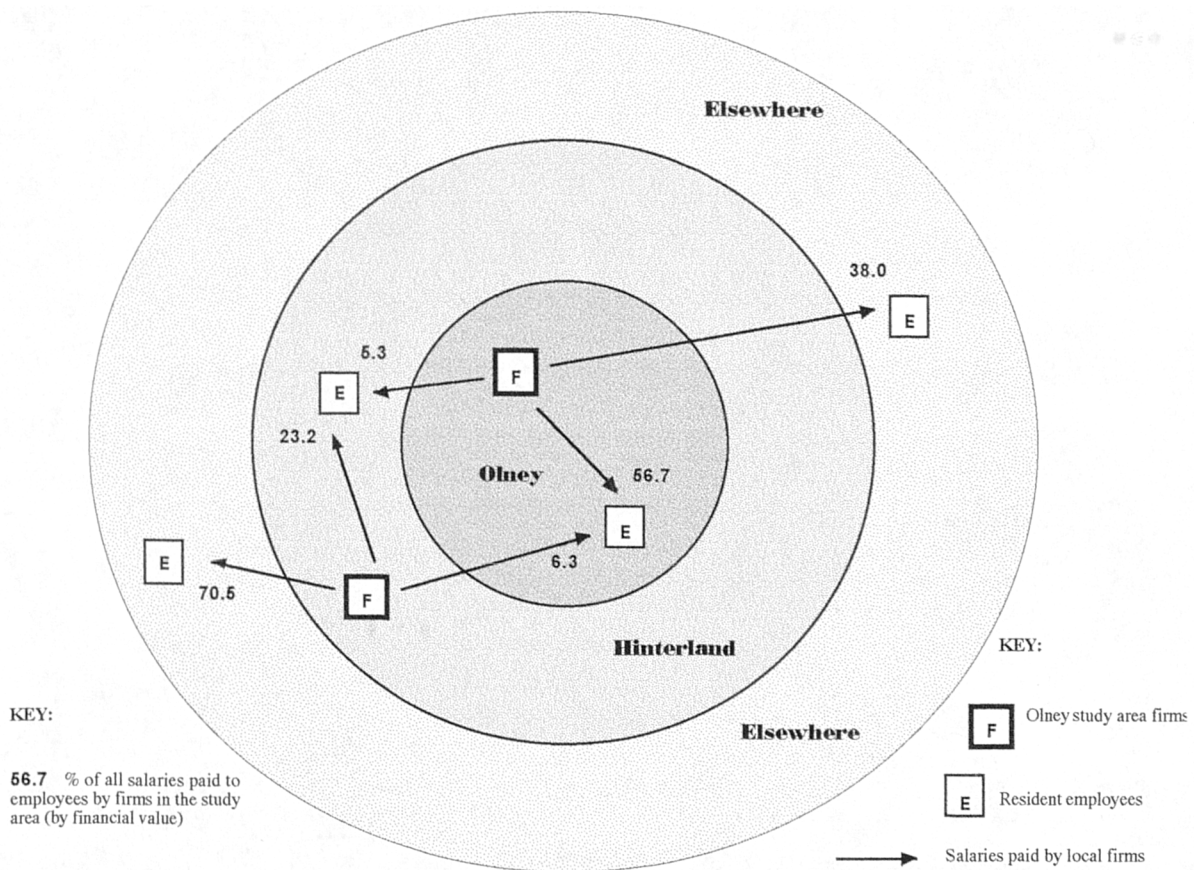 Elsewhere
38.0
E
5.3
F
E
23.2
Olney
56.7
E
6.3
E
70.5
F
Hinterland
KEY:
KEY:
Elsewhere
F Olney study area firms
56.7 % of all salaries paid to
employees by firms in the study
area (by financial value)
E Resident employees
Salaries paid by local firms